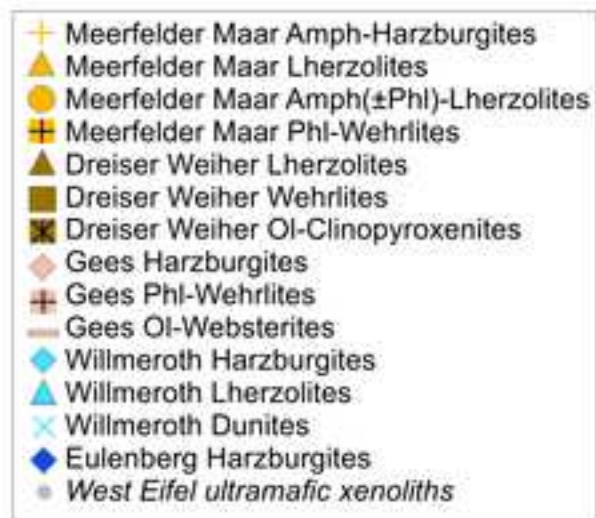 Meerfelder Maar Amph-Harzburgites
Meerfelder Maar Lherzolites
Meerfelder Maar Amph(±Phl)-Lherzolites
Meerfelder Maar Phl-Wehrlites
Dreiser Weiher Lherzolites
Dreiser Weiher Wehrlites
Dreiser Weiher Ol-Clinopyroxenites
Gees Harzburgites
Gees Phl-Wehrlites
Gees Ol-Websterites
Willmeroth Harzburgites
Willmeroth Lherzolites
Willmeroth Dunites
Eulenberg Harzburgites
West Eifel ultramafic xenoliths